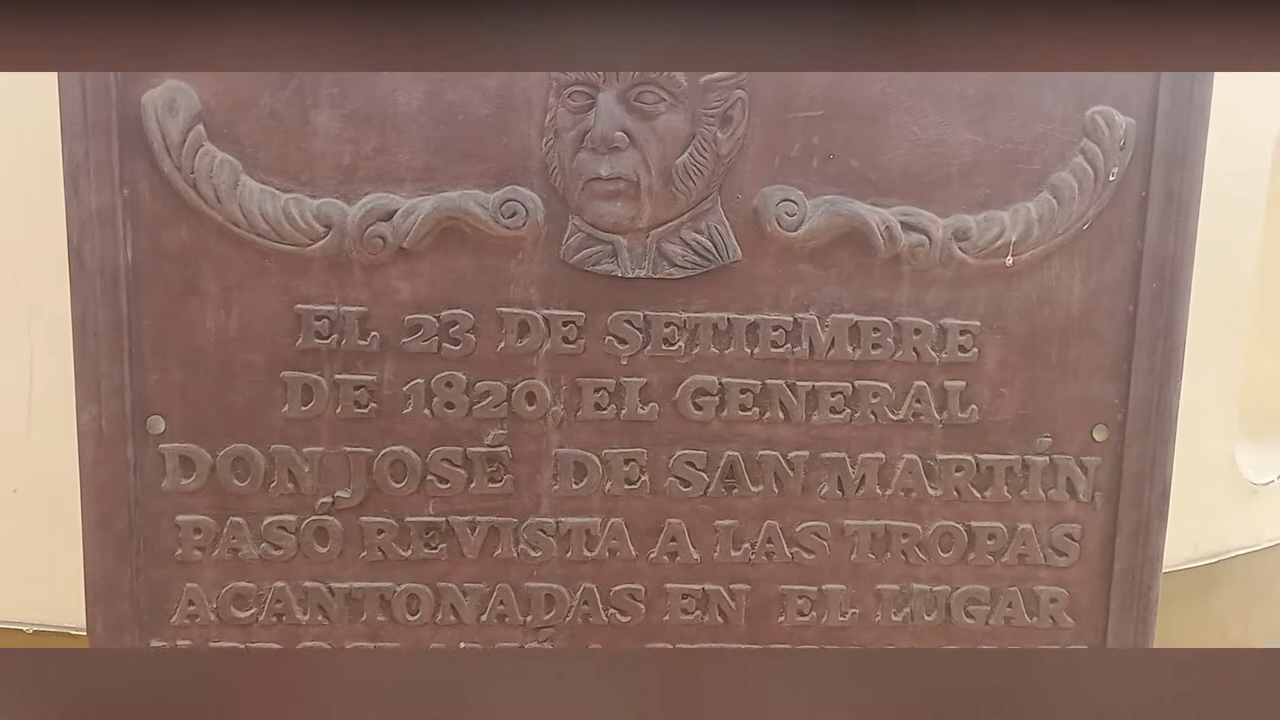 EL 23 DE SETIEMBRE
DE 1820, EL GENERAL
DON JOSÉ DE SAN MARTÍN,
PASÓ REVISTA A LAS TROPAS
ACANTONADAS EN EL LUGAR